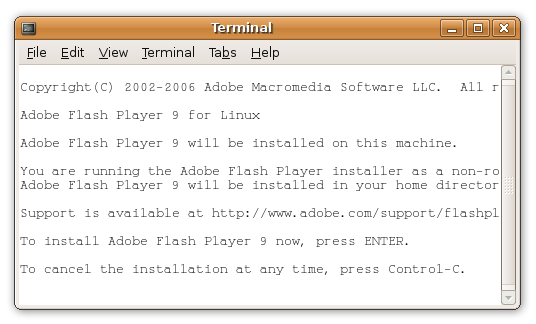 Terminal
File Edit View Terminal Tabs Help
Copyright(C) 2002-2006 Adobe Macromedia Software LLC. All r
Adobe Flash Player 9 for Linux
Adobe Flash Player 9 will be installed on this machine.
You are running the Adobe Flash Player installer as a non-ro
Adobe Flash Player 9 will be installed in your home director
Support is available at http://www.adobe.com/support/flashpl
To install Adobe Flash Player 9 now, press ENTER.
To cancel the installation at any time, press Control-C.